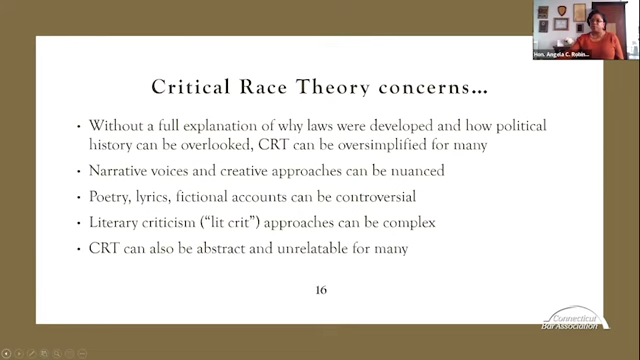 Hon. Angela C. Robin...
Critical Race Theory concerns...
• Without a full explanation of why laws were developed and how political
history can be overlooked, CRT can be oversimplified for many
• Narrative voices and creative approaches can be nuanced
• Poetry, lyrics, fictional accounts can be controversial
• Literary criticism (“lit crit”) approaches can be complex
• CRT can also be abstract and unrelatable for many
16
Connecticut
Bar Association